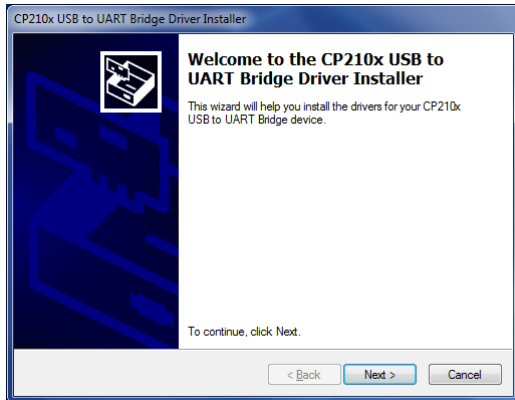 CP210x USB to UART Bridge Driver Installer
Welcome to the CP210x USB to
UART Bridge Driver Installer
This wizard will help you install the drivers for your CP210x
USB to UART Bridge device.
To continue, click Next.
< Back
Next >
Cancel